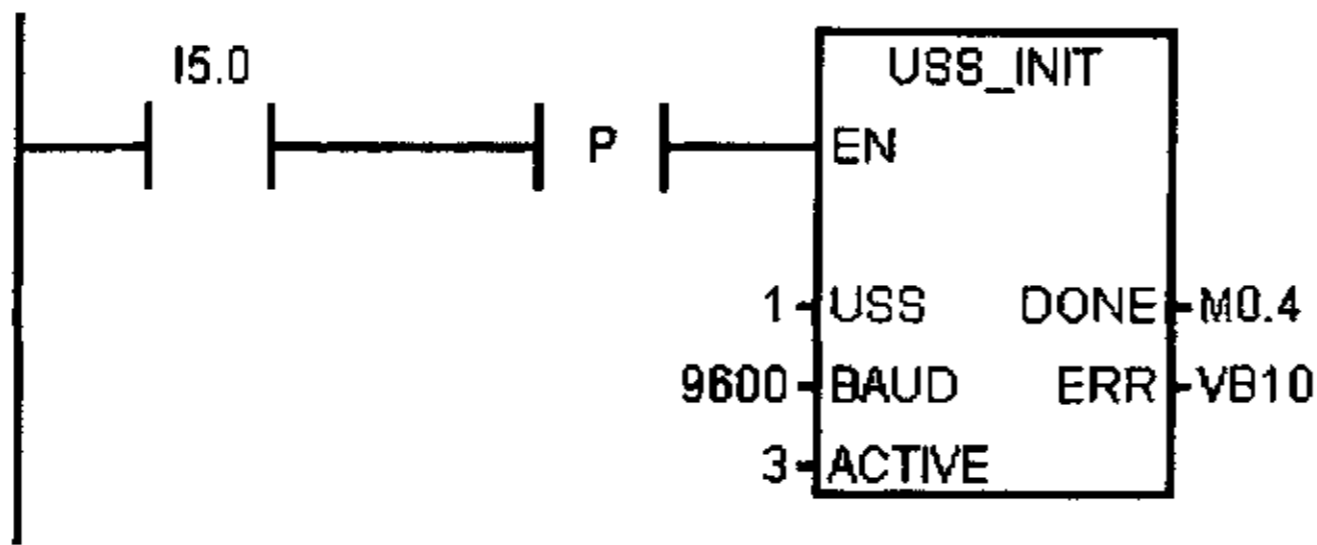 I5.0
USS_INIT
P
EN
1 USS DONE M0.4
9600 BAUD ERR VB10
3 ACTIVE